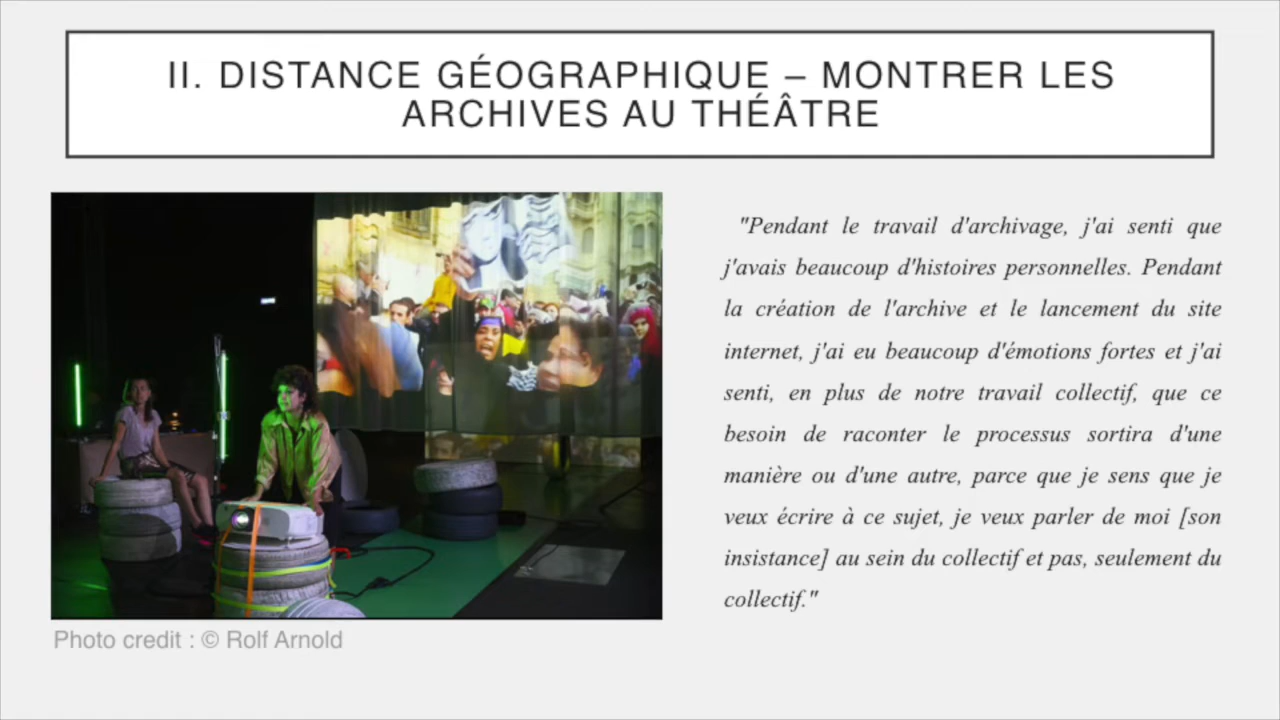 II. DISTANCE GÉOGRAPHIQUE – MONTRER LES
ARCHIVES AU THÉÂTRE
"Pendant le travail d'archivage, j'ai senti que
j'avais beaucoup d'histoires personnelles. Pendant
la création de l'archive et le lancement du site
internet, j'ai eu beaucoup d'émotions fortes et j'ai
senti, en plus de notre travail collectif, que ce
besoin de raconter le processus sortira d'une
manière ou d'une autre, parce que je sens que je
veux écrire à ce sujet, je veux parler de moi [son
insistance] au sein du collectif et pas, seulement du
collectif."
Photo credit : © Rolf Arnold